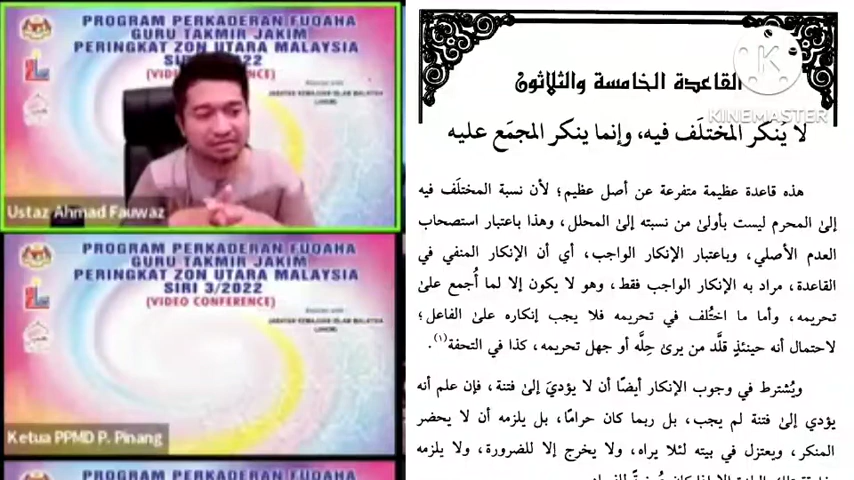 PROGRAM PERKADERAN FUQAHA
GURU TAKMIR JAKIM
PERINGKAT ZON UTARA MALAYSIA
Ustaz Ahmad Fauwaz
PROGRAM PERKADERAN FUQAHA
GURU TAKMIR JAKIM
PERINGKAT ZON UTARA MALAYSIA
SIRI 3/2022
(VIDEO CONFERENCE)
Ketua PPMD P. Pinang
PROGRAM PERKADERAN FUQAHA
KINEMASTER
القاعدة الخامسة والثلاثون
لا يُنكر المختلَف فيه، وإنما ينكر المجمَع عليه
هذه قاعدة عظيمة متفرعة عن أصل عظيم؛ لأن نسبة المختلَف فيه
إلى المحرم ليست بأولىٰ من نسبته إلى المحلل، وهذا باعتبار استصحاب
العدم الأصلي، وباعتبار الإنكار الواجب، أي أن الإنكار المنفي في
القاعدة، مراد به الإنكار الواجب فقط، وهو لا يكون إلا لما أُجمع علىٰ
تحريمه، وأما ما اختُلف في تحريمه فلا يجب إنكاره علىٰ الفاعل؛
لاحتمال أنه حينئذٍ قلَّد من يرىٰ حِلَّه أو جهل تحريمه، كذا في التحفة(١).
ويُشترط في وجوب الإنكار أيضًا أن لا يؤديَ إلىٰ فتنة، فإن علم أنه
يؤدي إلىٰ فتنة لم يجب، بل ربما كان حرامًا، بل يلزمه أن لا يحضر
المنكر، ويعتزل في بيته لئلا يراه، ولا يخرج إلا للضرورة، ولا يلزمه